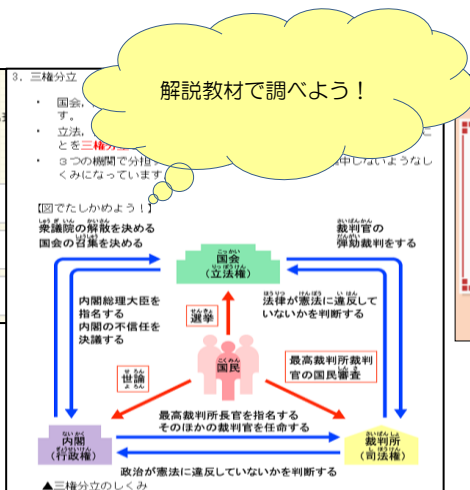 3．三権分立
解説教材で調べよう！
・　国会，
す。
・　立法，
とを三権分
・　３つの機関で分担す
中しないようなし
くみになっています
【図でたしかめよう！】
衆議院の解散を決める
国会の召集を決める
裁判官の
弾劾裁判をする
国会
（立法権）
内閣総理大臣を
指名する
内閣の不信任を
決議する
選挙
法律が憲法に違反して
いないかを判断する
国民
世論
最高裁判所裁判
官の国民審査
最高裁判所長官を指名する
そのほかの裁判官を任命する
内閣
（行政権）
裁判所
（司法権）
政治が憲法に違反していないかを判断する
▲三権分立のしくみ